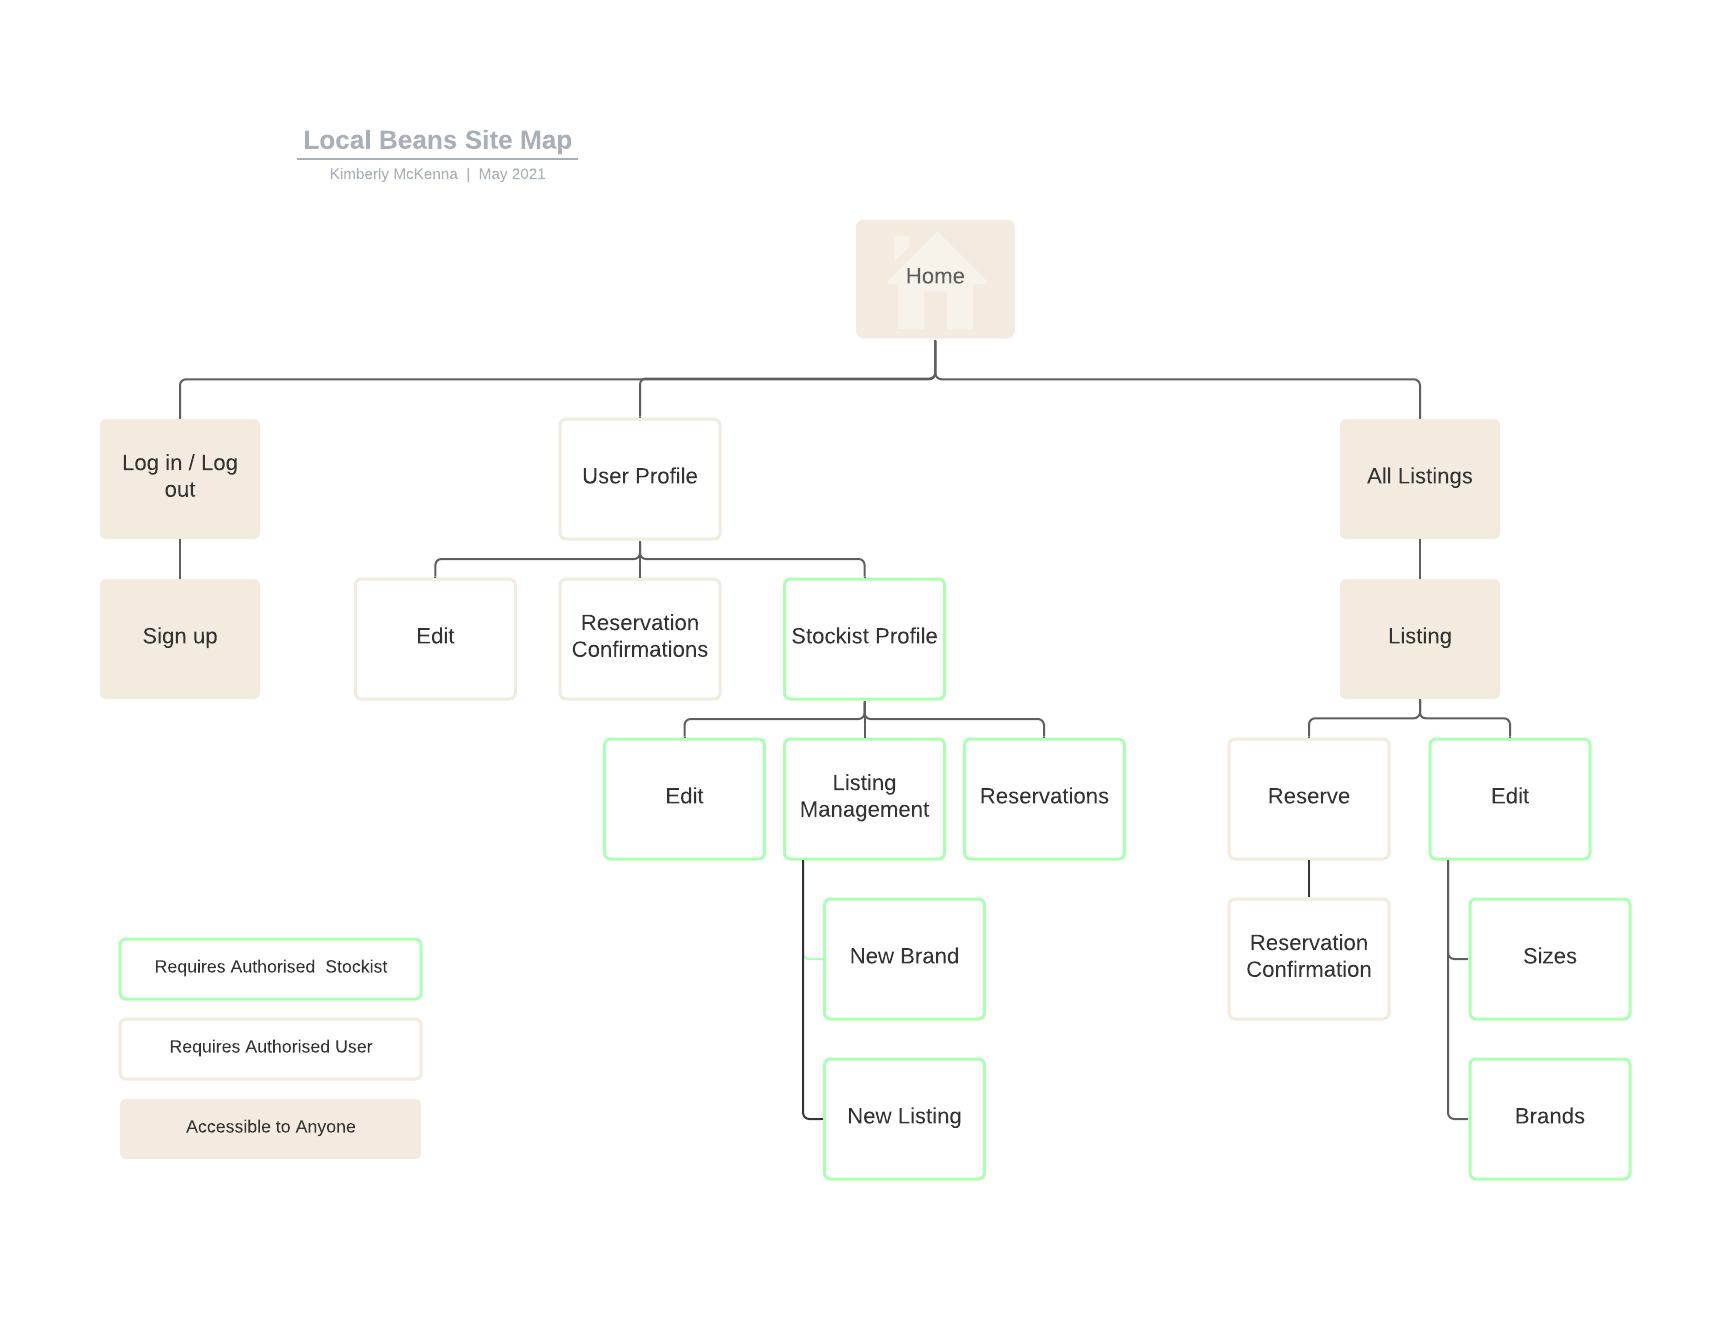 Local Beans Site Map
Kimberly McKenna | May 2021
Home
Log in / Log
out
User Profile
All Listings
Sign up
Edit
Reservation
Confirmations
Stockist Profile
Listing
Edit
Listing
Management
Reservations
Reserve
Edit
New Brand
Reservation
Confirmation
Sizes
New Listing
Brands
Requires Authorised  Stockist
Requires Authorised User
Accessible to Anyone